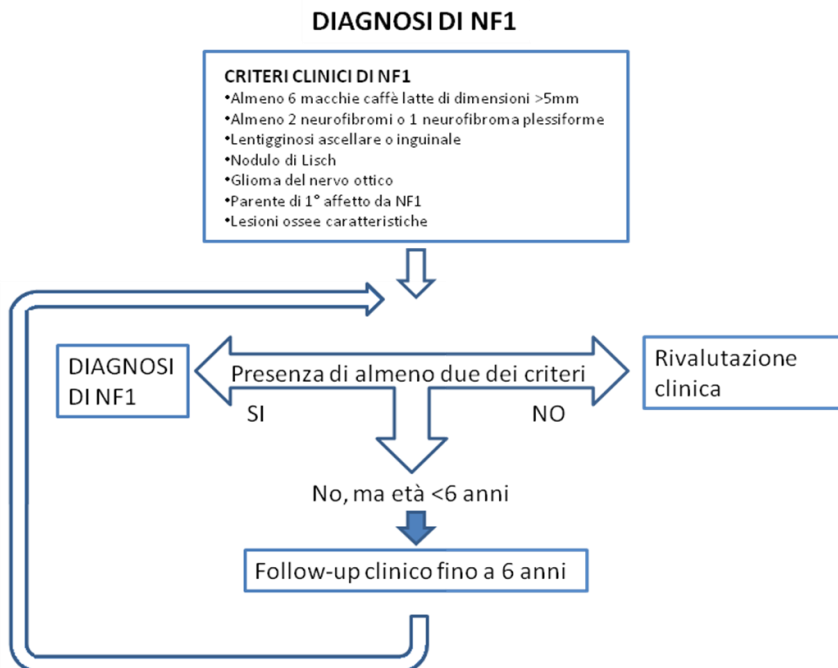 DIAGNOSI DI NF1
CRITERI CLINICI DI NF1
•Almeno 6 macchie caffè latte di dimensioni >5mm
•Almeno 2 neurofibromi o 1 neurofibroma plessiforme
•Lentigginosi ascellare o inguinale
•Nodulo di Lisch
•Glioma del nervo ottico
•Parente di 1° affetto da NF1
•Lesioni ossee caratteristiche
DIAGNOSI
DI NF1
Presenza di almeno due dei criteri
Rivalutazione
clinica
SI
NO
No, ma età <6 anni
Follow-up clinico fino a 6 anni